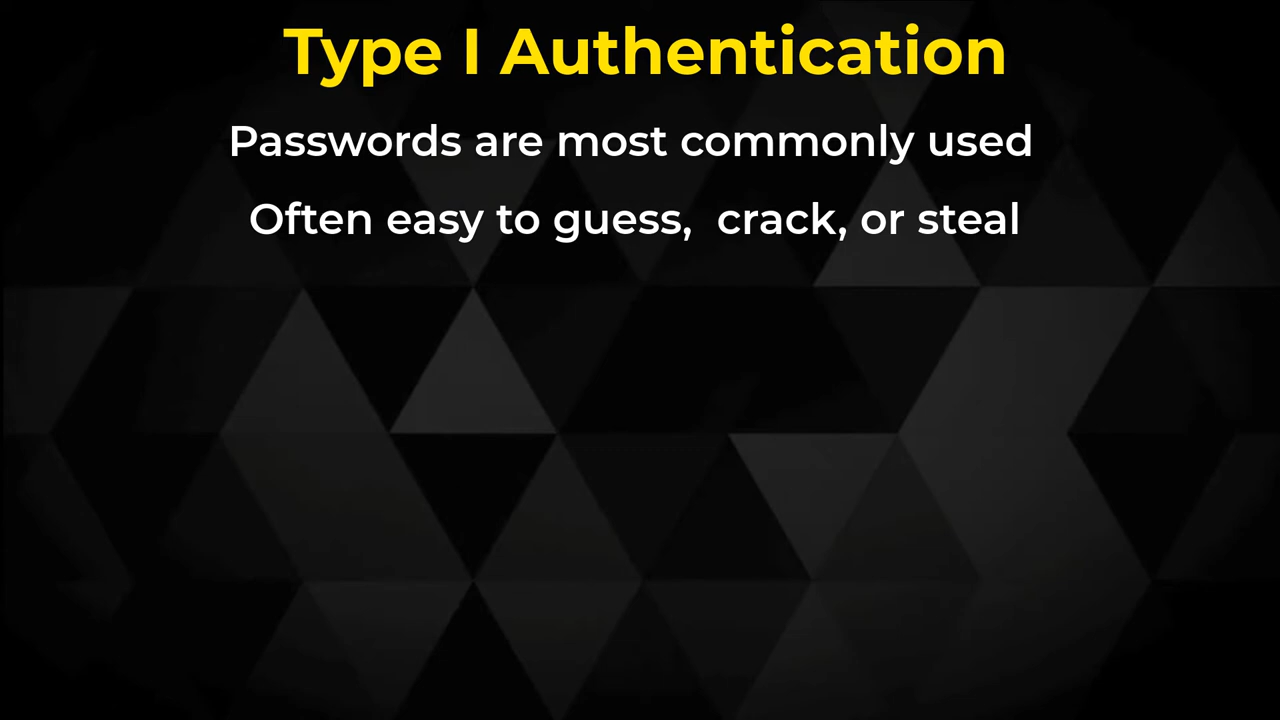 Type I Authentication
Passwords are most commonly used
Often easy to guess,  crack, or steal